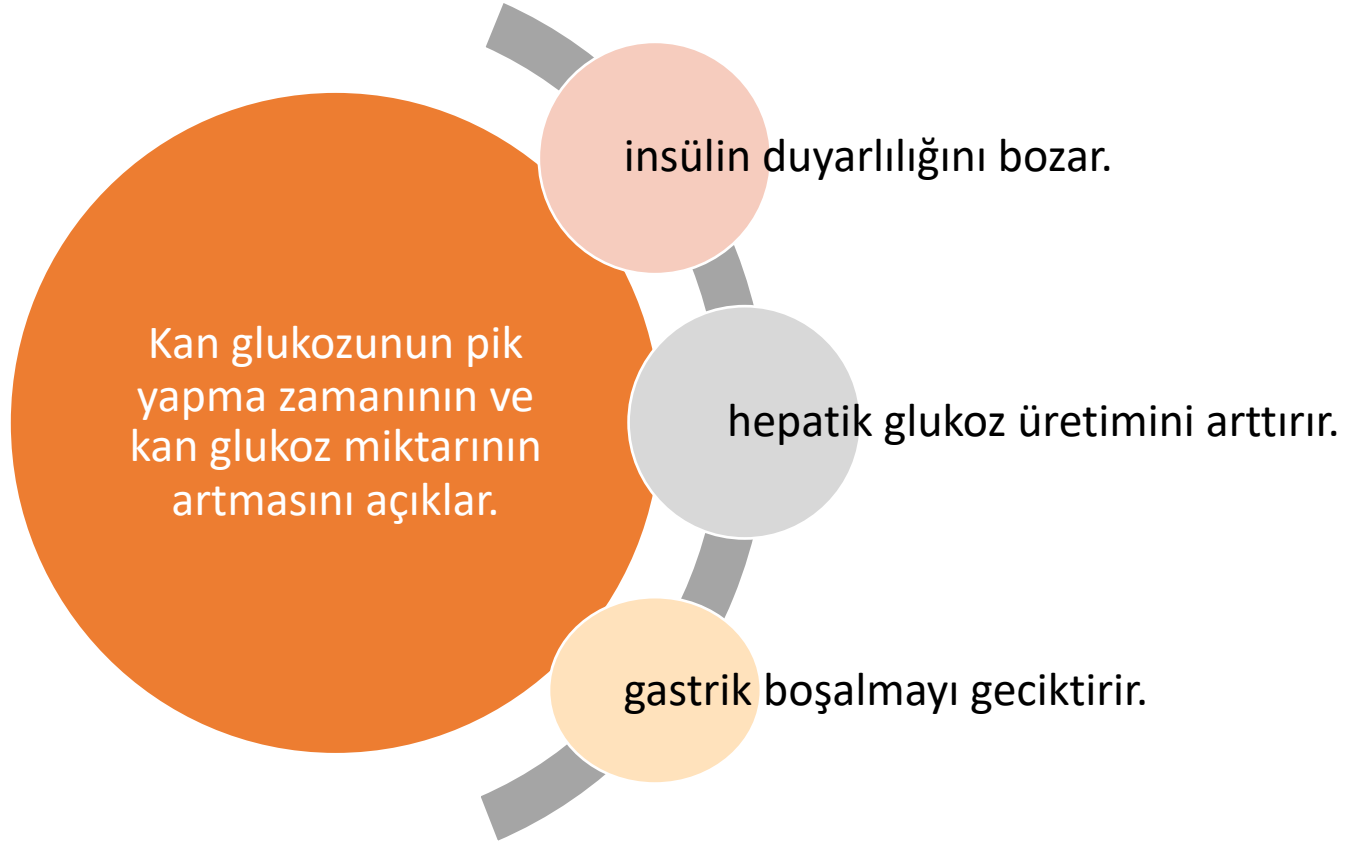 Kan glukozunun pik
yapma zamanının ve
kan glukoz miktarının
artmasını açıklar.
insülin duyarlılığını bozar.
hepatik glukoz üretimini arttırır.
gastrik boşalmayı geciktirir.